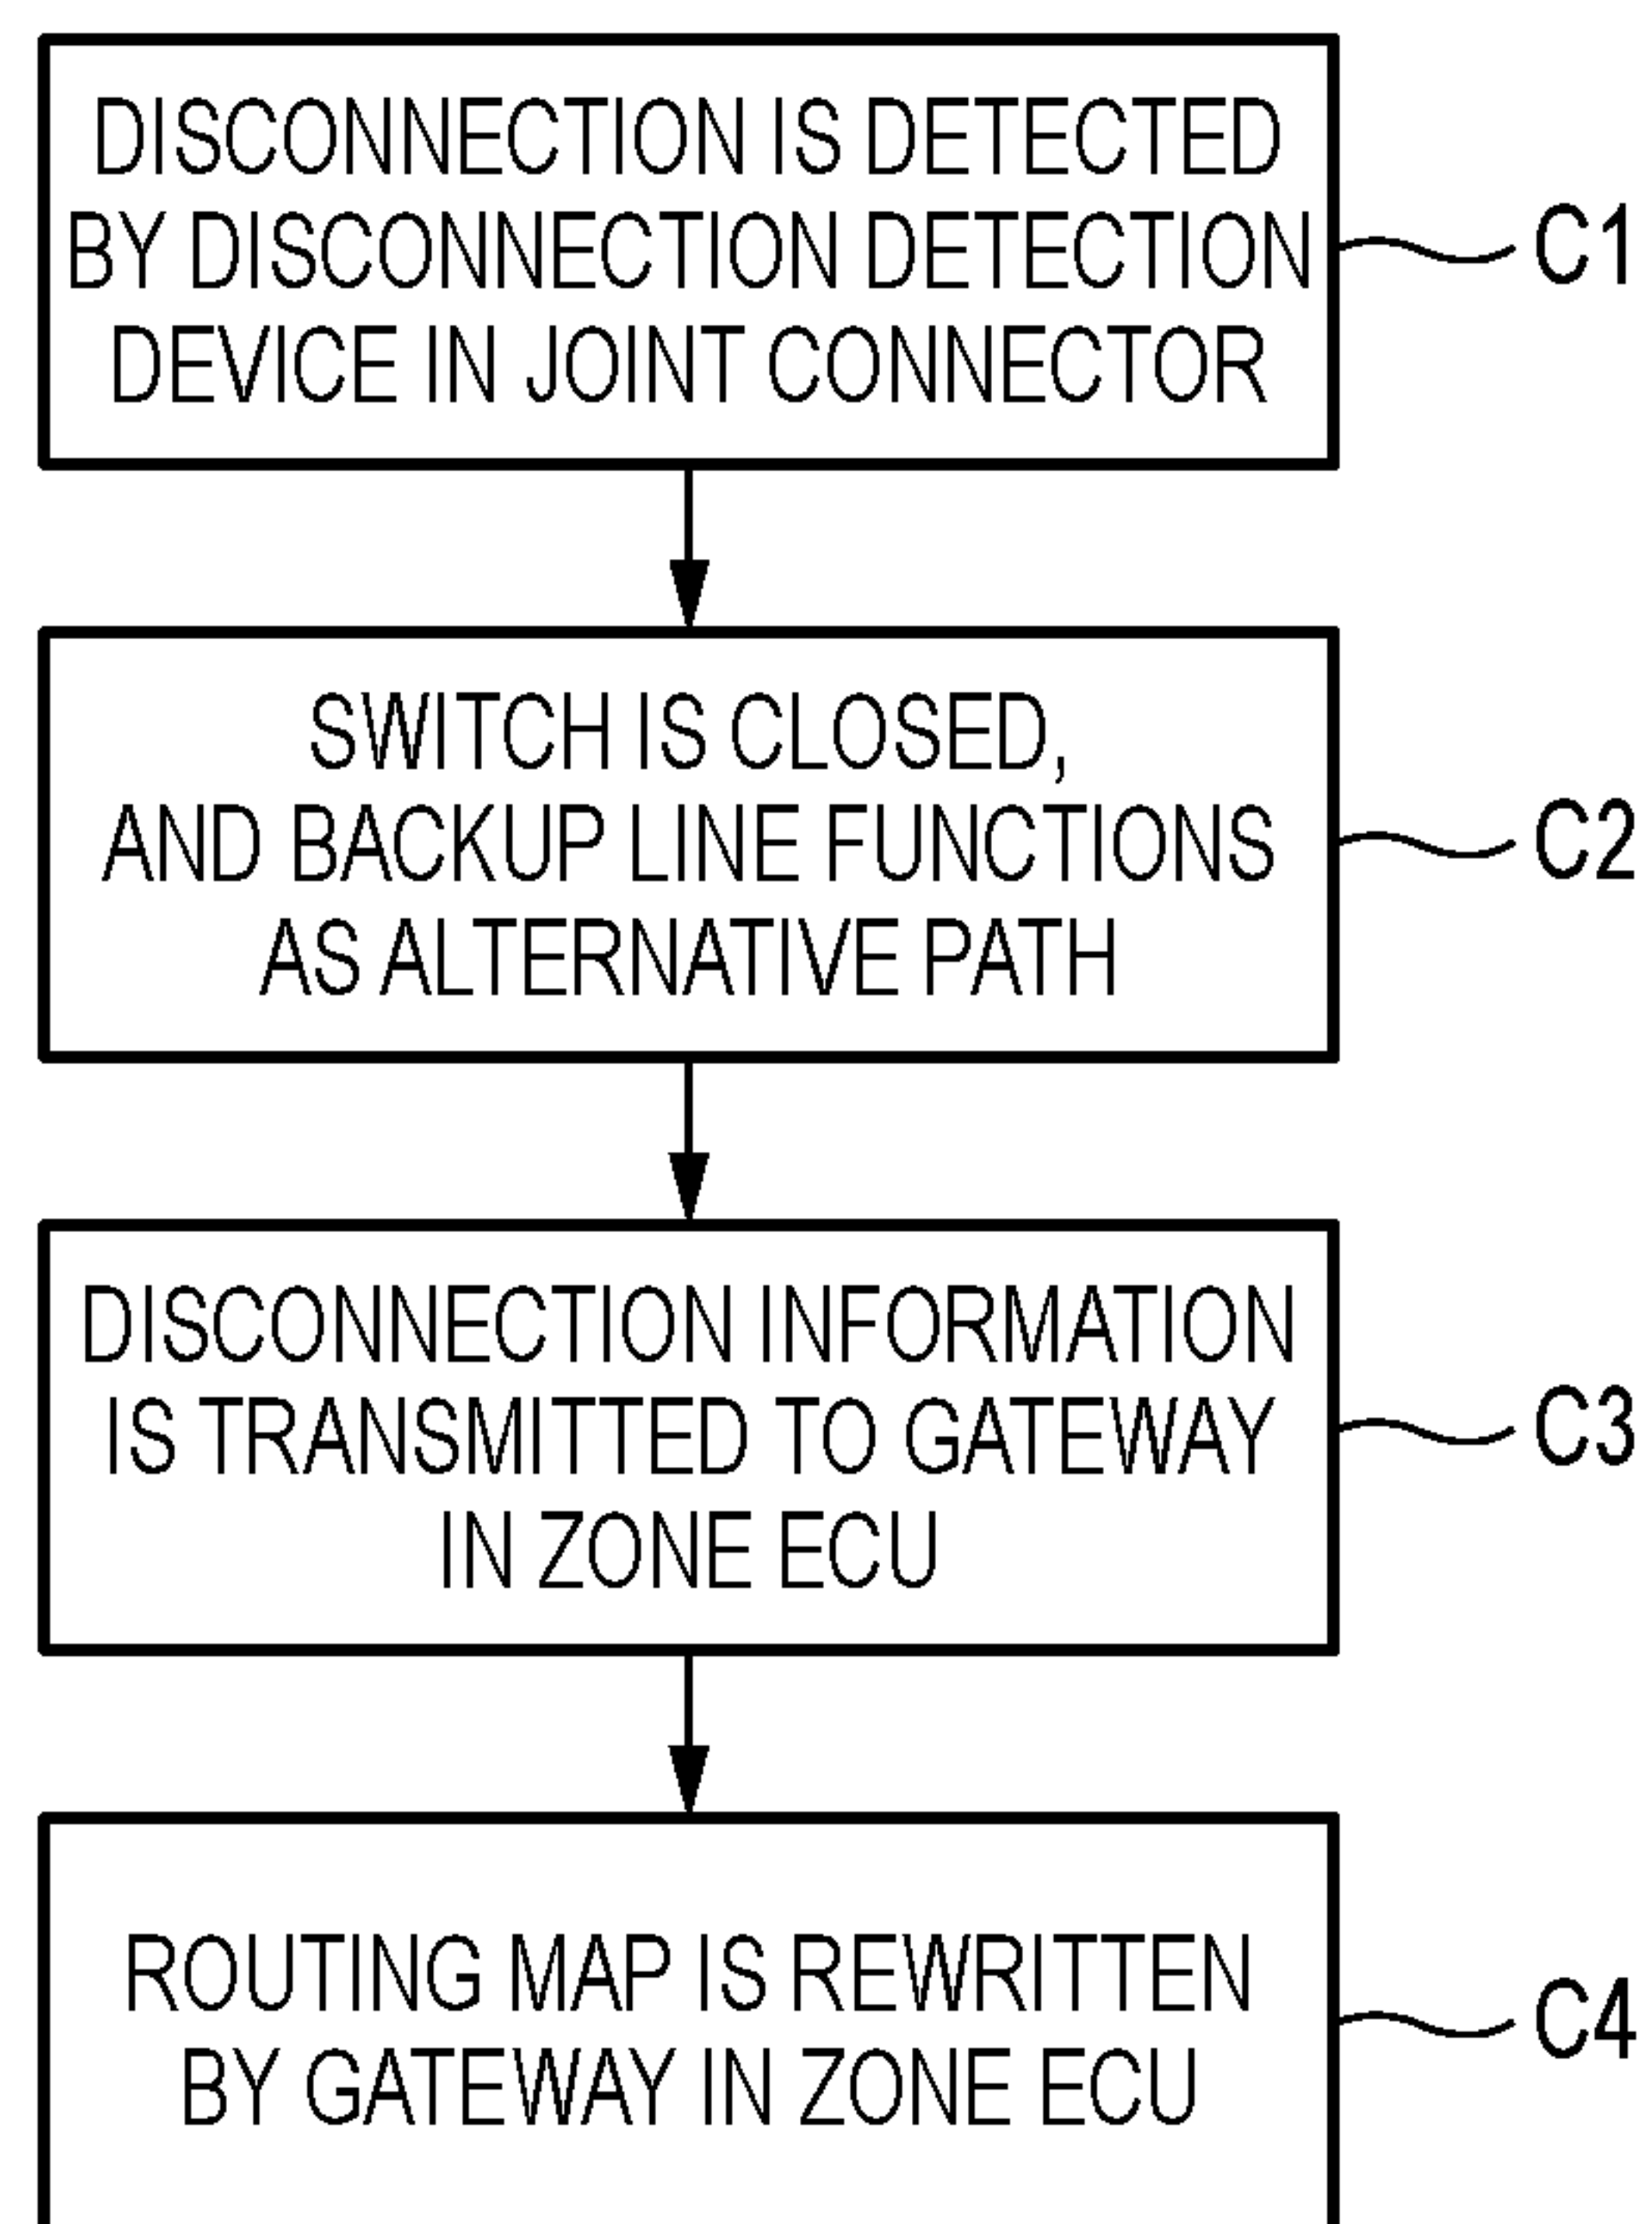 DISCONNECTION IS DETECTED
BY DISCONNECTION DETECTION
DEVICE IN JOINT CONNECTOR
C1
SWITCH IS CLOSED,
AND BACKUP LINE FUNCTIONS
AS ALTERNATIVE PATH
C2
DISCONNECTION INFORMATION
IS TRANSMITTED TO GATEWAY
IN ZONE ECU
C3
ROUTING MAP IS REWRITTEN
BY GATEWAY IN ZONE ECU
C4